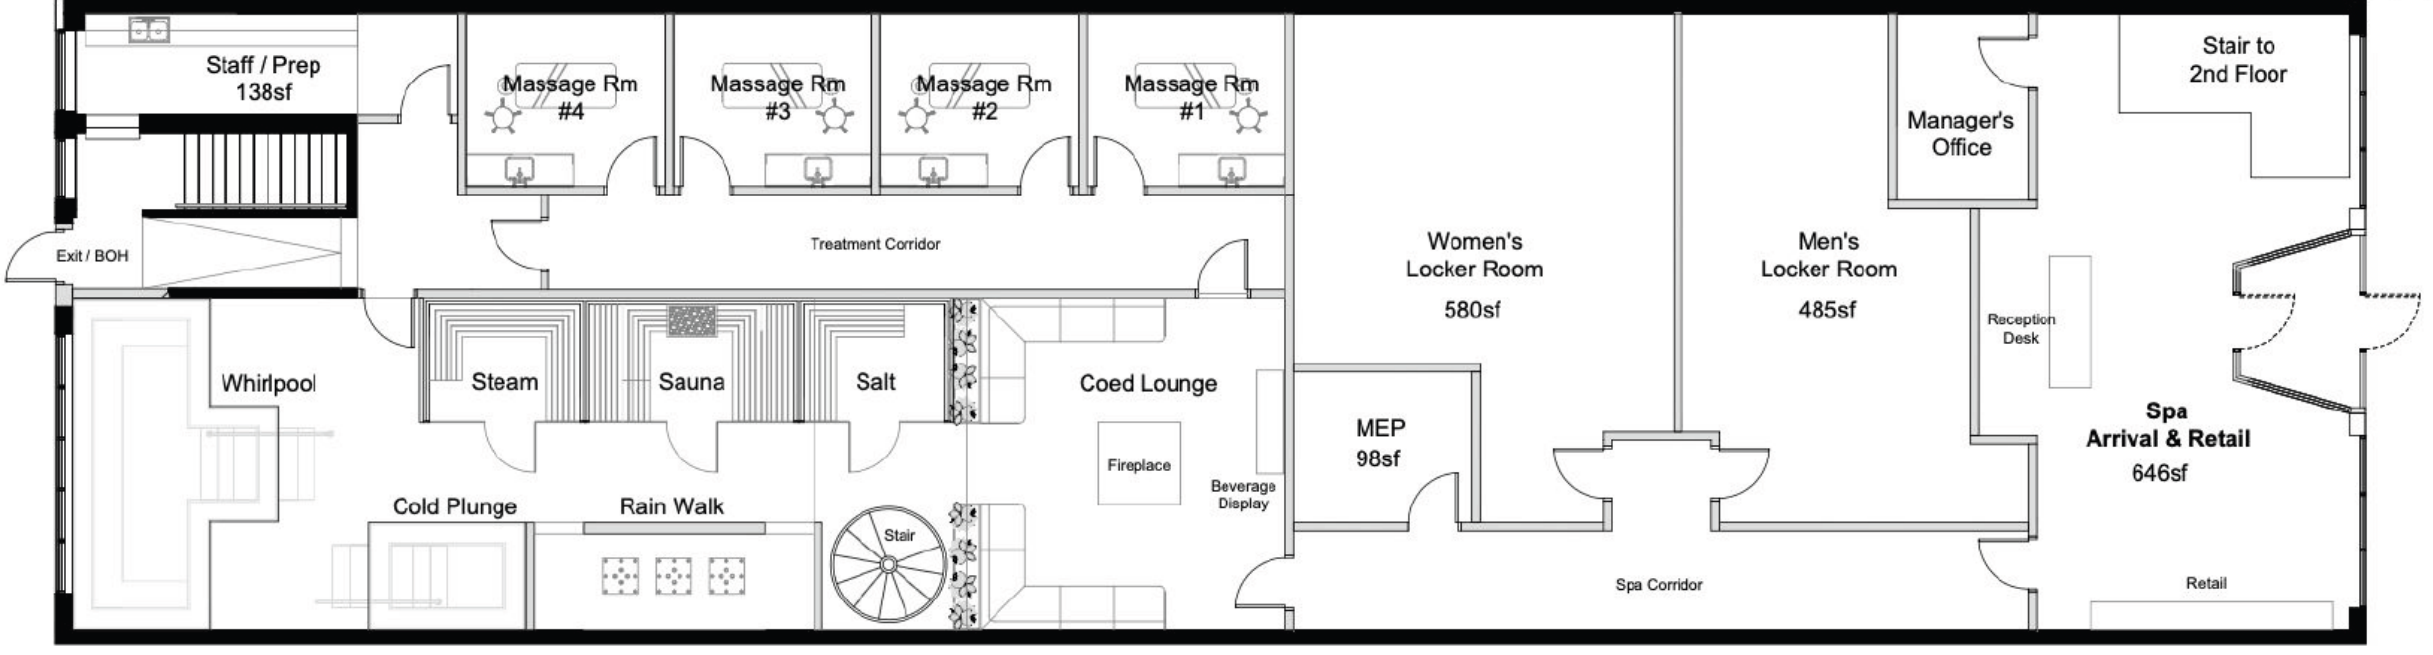 Staff / Prep
138sf
Massage Rm
#4
Massage Rm
#3
Massage Rm
#2
Massage Rm
#1
Manager's
Office
Stair to
2nd Floor
Exit / BOH
Treatment Corridor
Women's
Locker Room
580sf
Men's
Locker Room
485sf
Reception
Desk
Whirlpool
Steam
Sauna
Salt
Coed Lounge
MEP
98sf
Spa
Arrival & Retail
646sf
Fireplace
Beverage
Display
Cold Plunge
Rain Walk
Stair
Spa Corridor
Retail